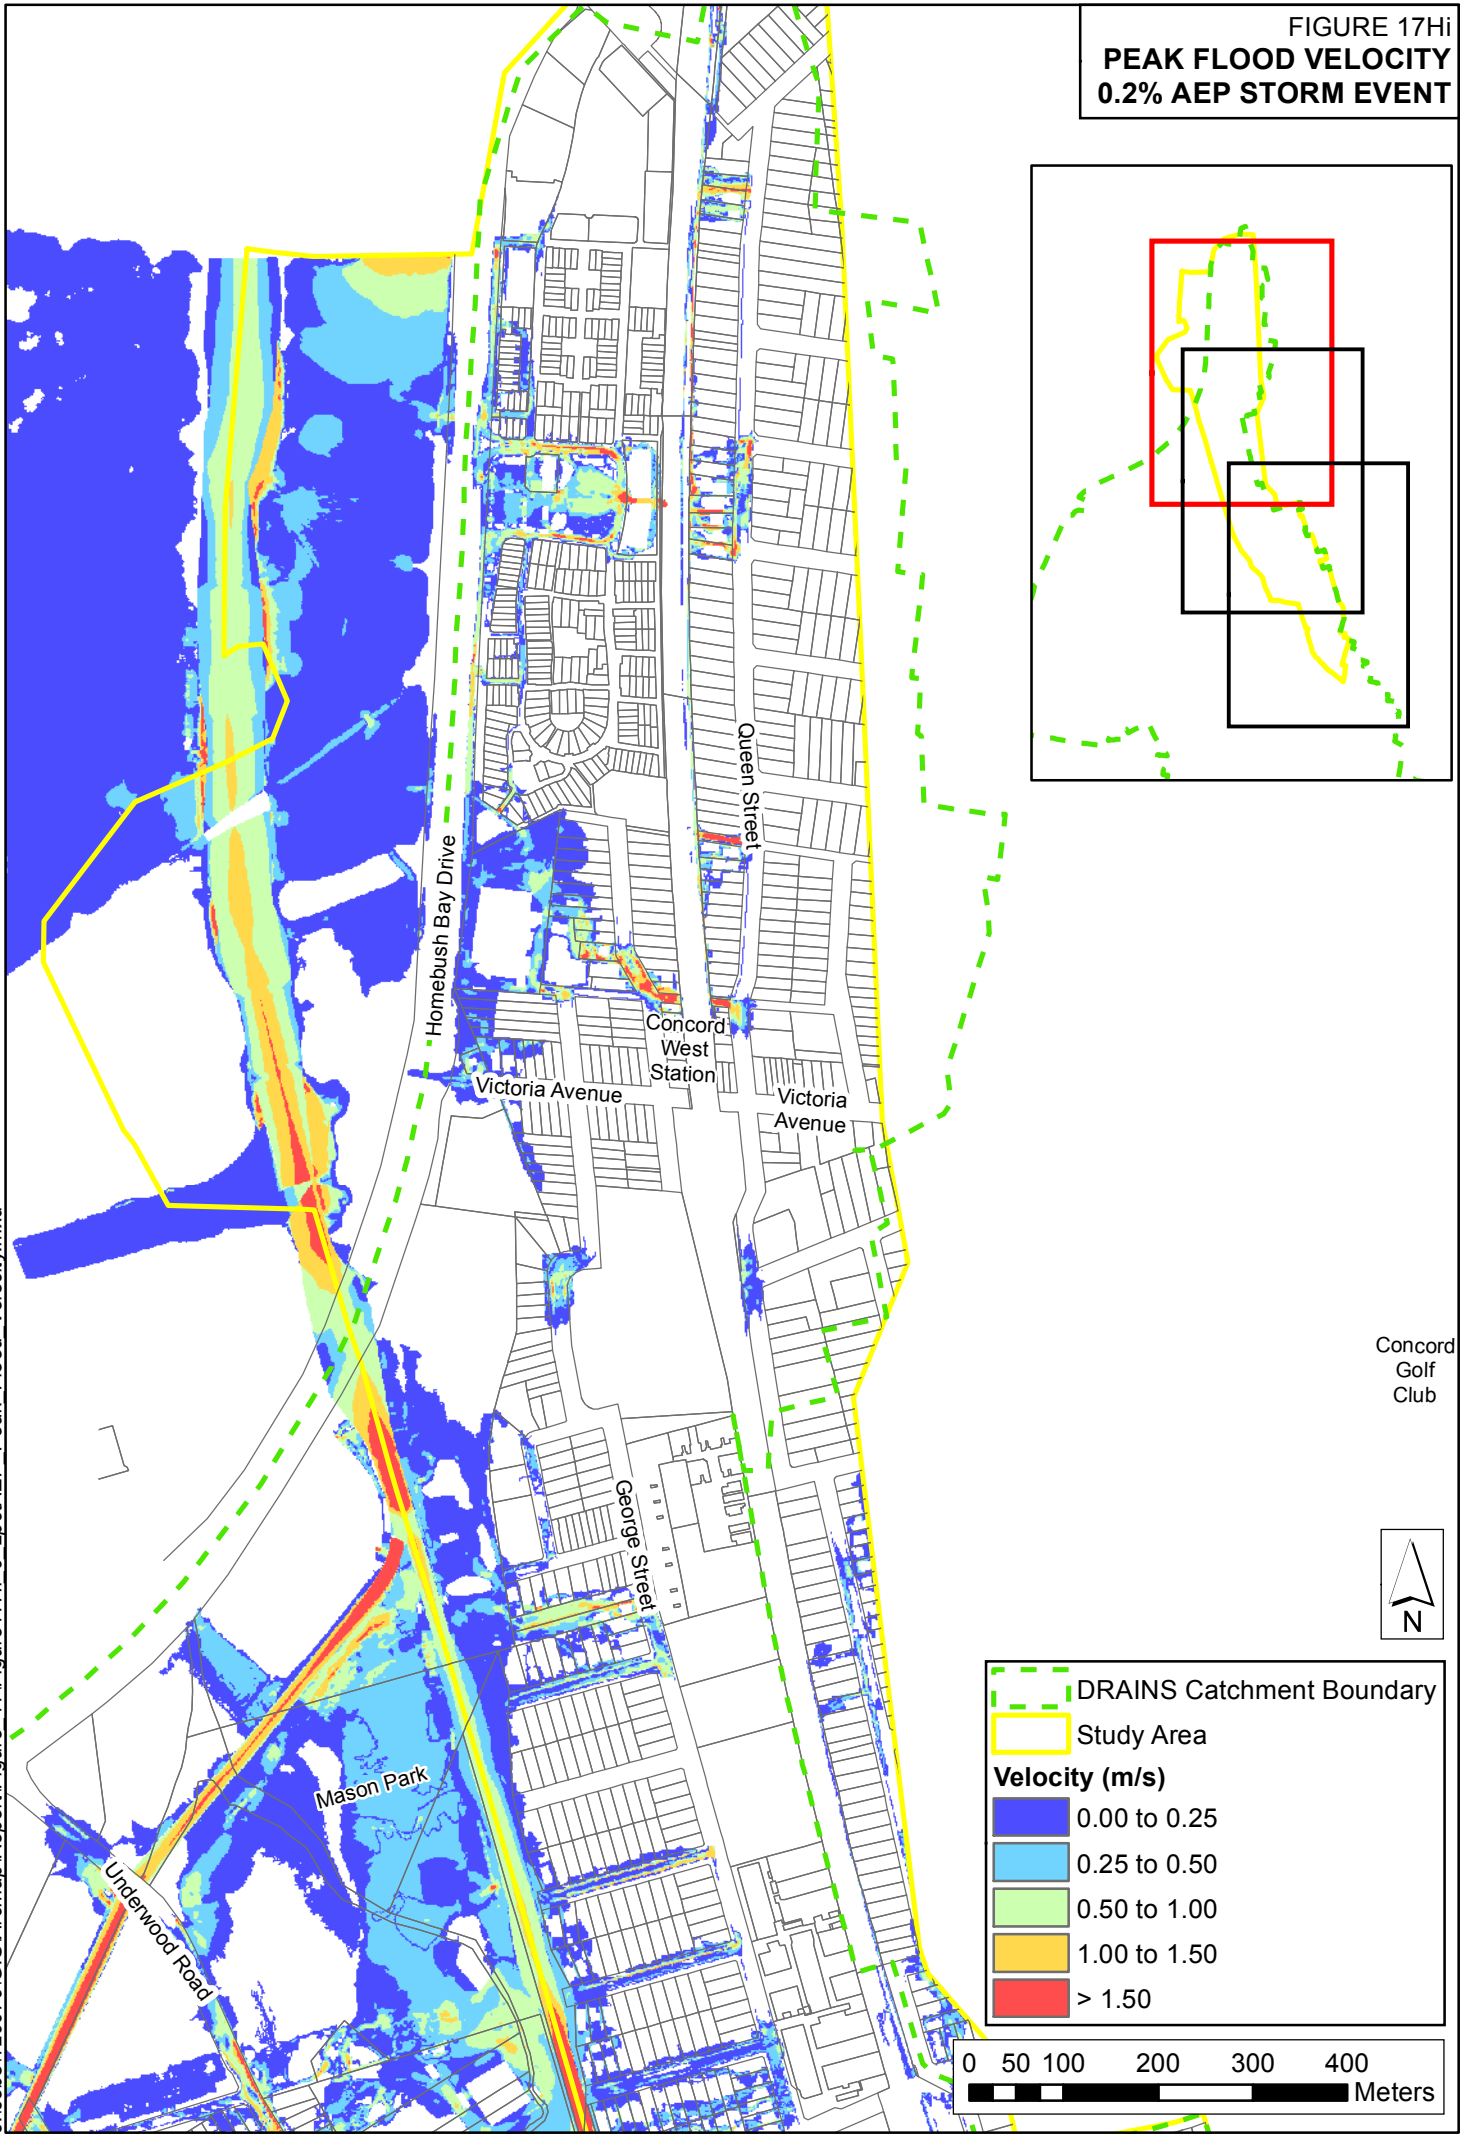 FIGURE 17Hi
PEAK FLOOD VELOCITY
0.2% AEP STORM EVENT
Queen Street
Homebush Bay Drive
Concord
West
Station
Victoria Avenue
Victoria
Avenue
Concord
Golf
Club
George Street
Mason Park
Underwood Road
N
DRAINS Catchment Boundary
Study Area
Velocity (m/s)
0.00 to 0.25
0.25 to 0.50
0.50 to 1.00
1.00 to 1.50
> 1.50
0 50 100 200 300 400
Meters